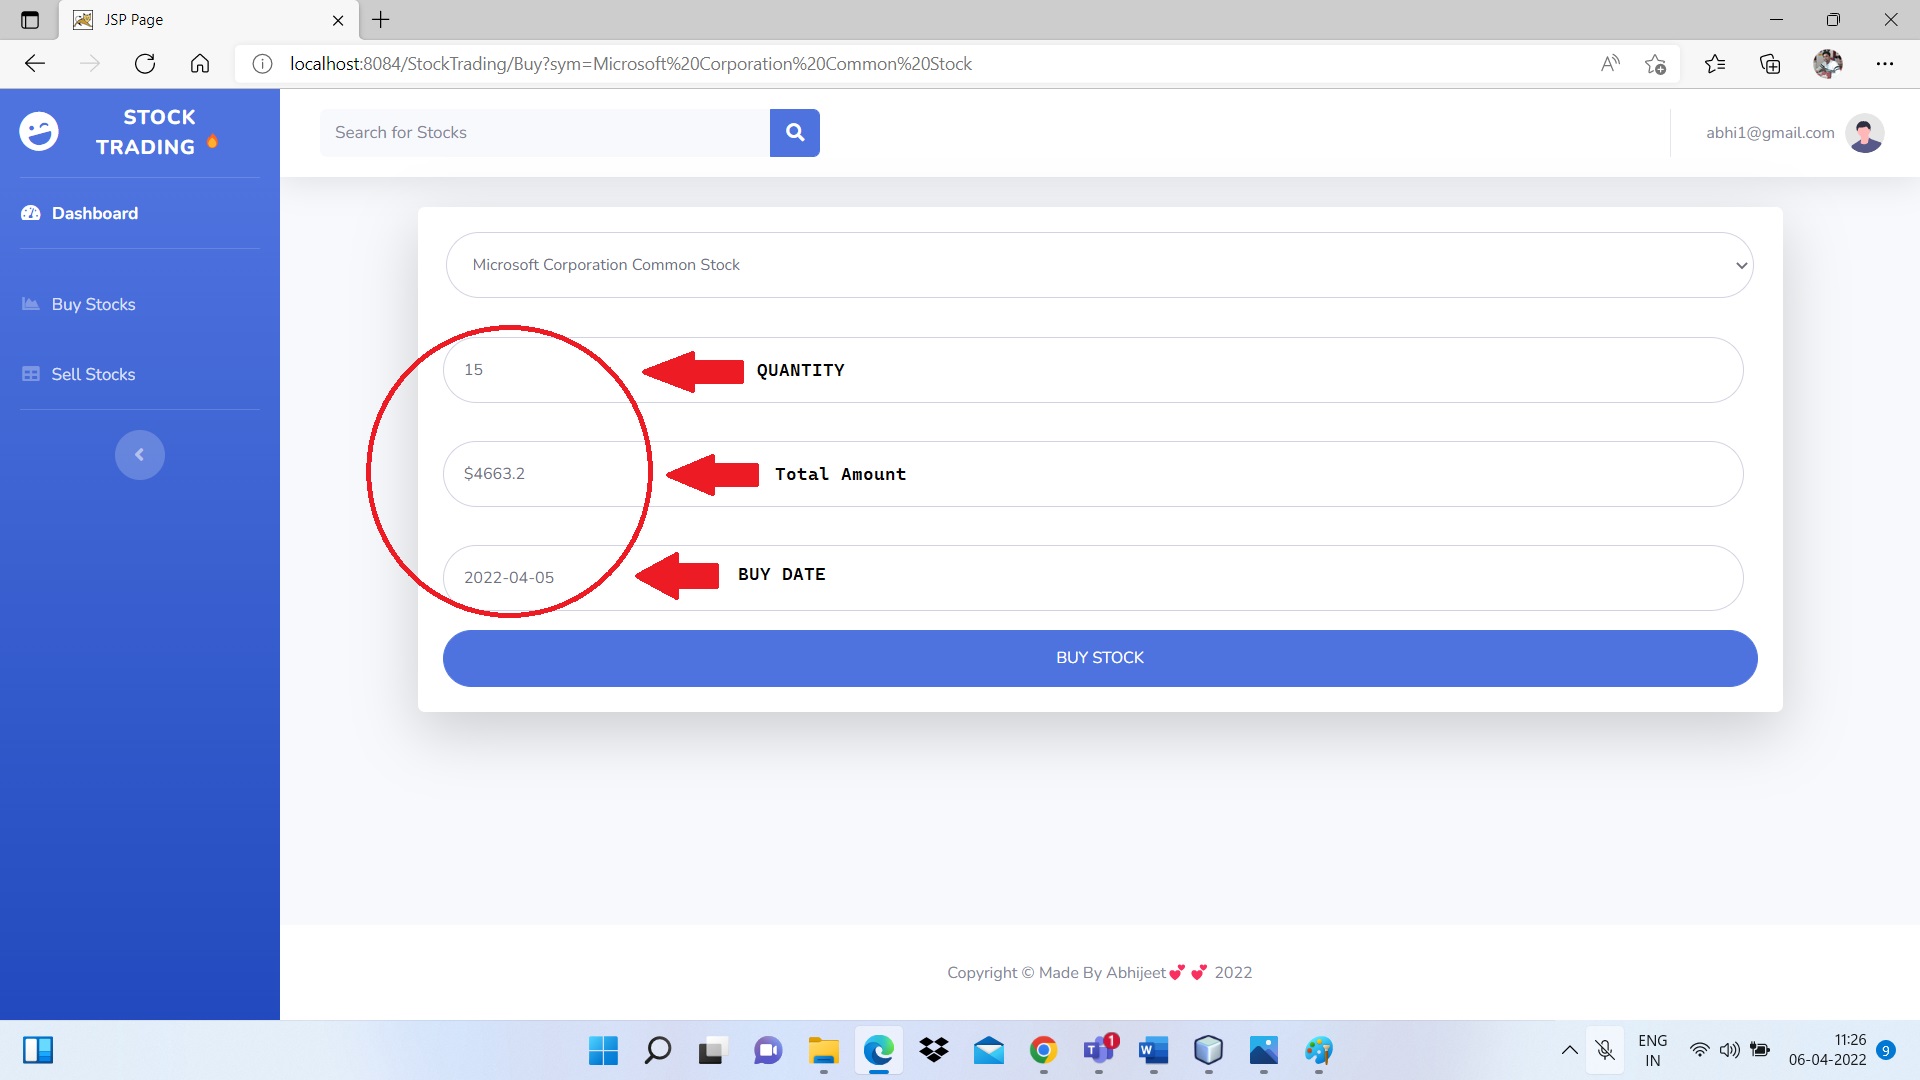 JSP Page
localhost:8084/StockTrading/Buy?sym=Microsoft%20Corporation%20Common%20Stock
STOCK
TRADING
Search for Stocks
abhi1@gmail.com
Dashboard
Buy Stocks
Sell Stocks
Microsoft Corporation Common Stock
15
QUANTITY
$4663.2
Total Amount
2022-04-05
BUY DATE
BUY STOCK
Copyright © Made By Abhijeet💕 💕 2022
1
ENG
IN
11:26
06-04-2022
9